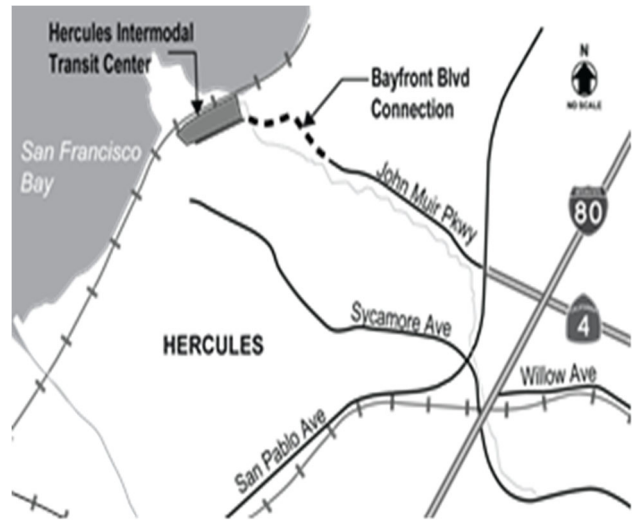 Hercules Intermodal
Transit Center
N
NO SCALE
Bayfront Blvd
Connection
San Francisco
Bay
John Muir Pkwy
80
CALIFORNIA
4
Sycamore Ave
HERCULES
Willow Ave
San Pablo Ave